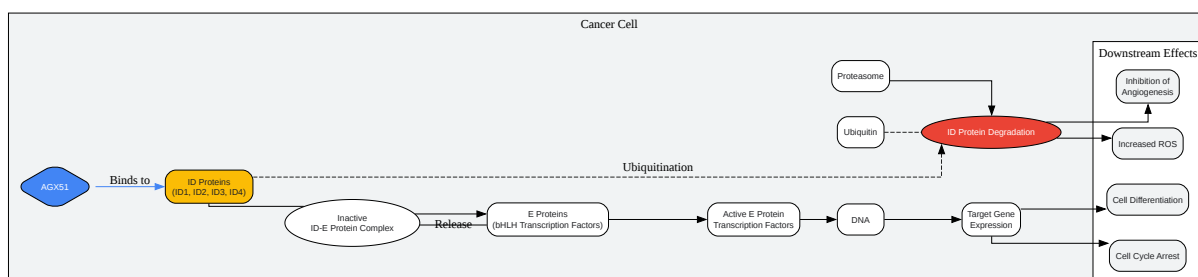 Cancer Cell
Downstream Effects
Proteasome
Inhibition of
Angiogenesis
Ubiquitin
ID Protein Degradation
Increased ROS
Ubiquitination
AGX51
Binds to
ID Proteins
(ID1, ID2, ID3, ID4)
Inactive
ID-E Protein Complex
Release
E Proteins
(bHLH Transcription Factors)
Active E Protein
Transcription Factors
DNA
Target Gene
Expression
Cell Differentiation
Cell Cycle Arrest